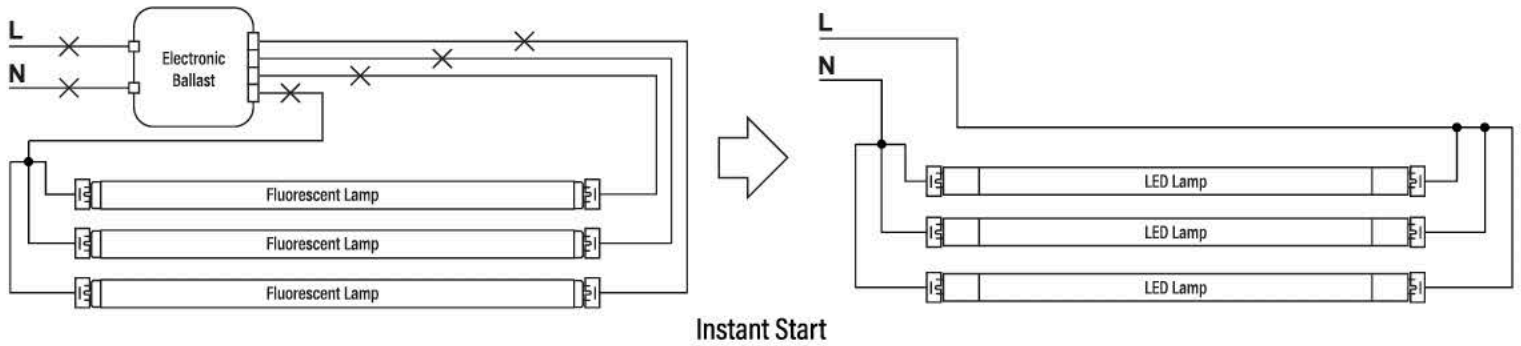 L
N
Electronic
Ballast
Fluorescent Lamp
Fluorescent Lamp
Fluorescent Lamp
L
N
LED Lamp
LED Lamp
LED Lamp
Instant Start